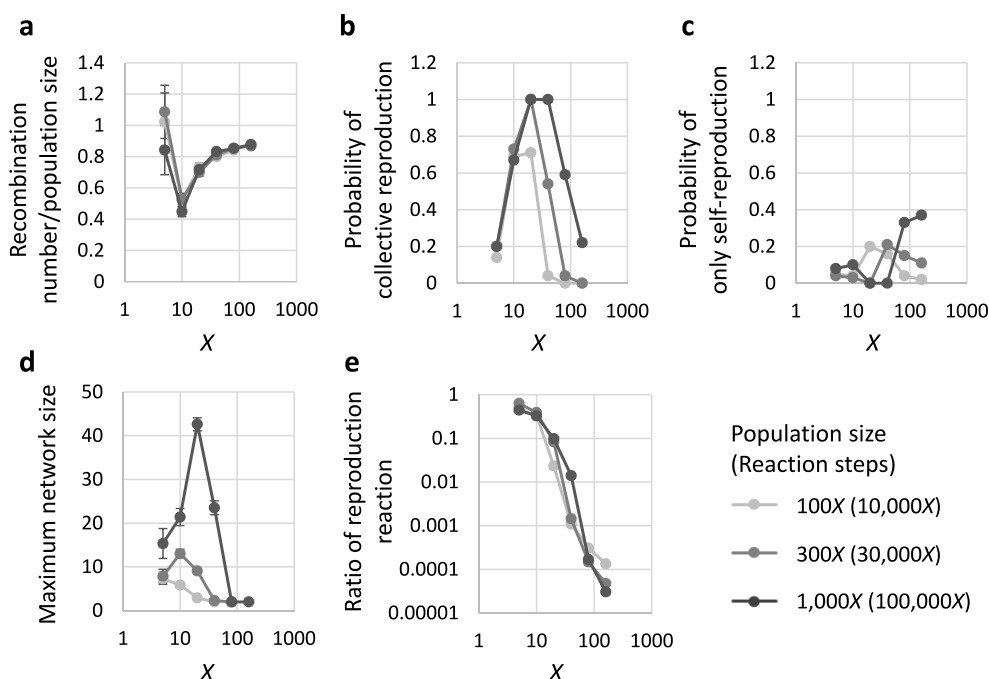 a
Recombination
number/population size
1.4
1.2
1
0.8
0.6
0.4
0.2
0
1
10
100
1000
X
b
Probability of
collective reproduction
1.2
1
0.8
0.6
0.4
0.2
0
1
10
100
1000
X
c
Probability of
only self-reproduction
1.2
1
0.8
0.6
0.4
0.2
0
1
10
100
1000
X
d
Maximum network size
50
40
30
20
10
0
1
10
100
1000
X
e
Ratio of reproduction
reaction
1
0.1
0.01
0.001
0.0001
0.00001
1
10
100
1000
X
Population size
(Reaction steps)
100X (10,000X)
300X (30,000X)
1,000X (100,000X)